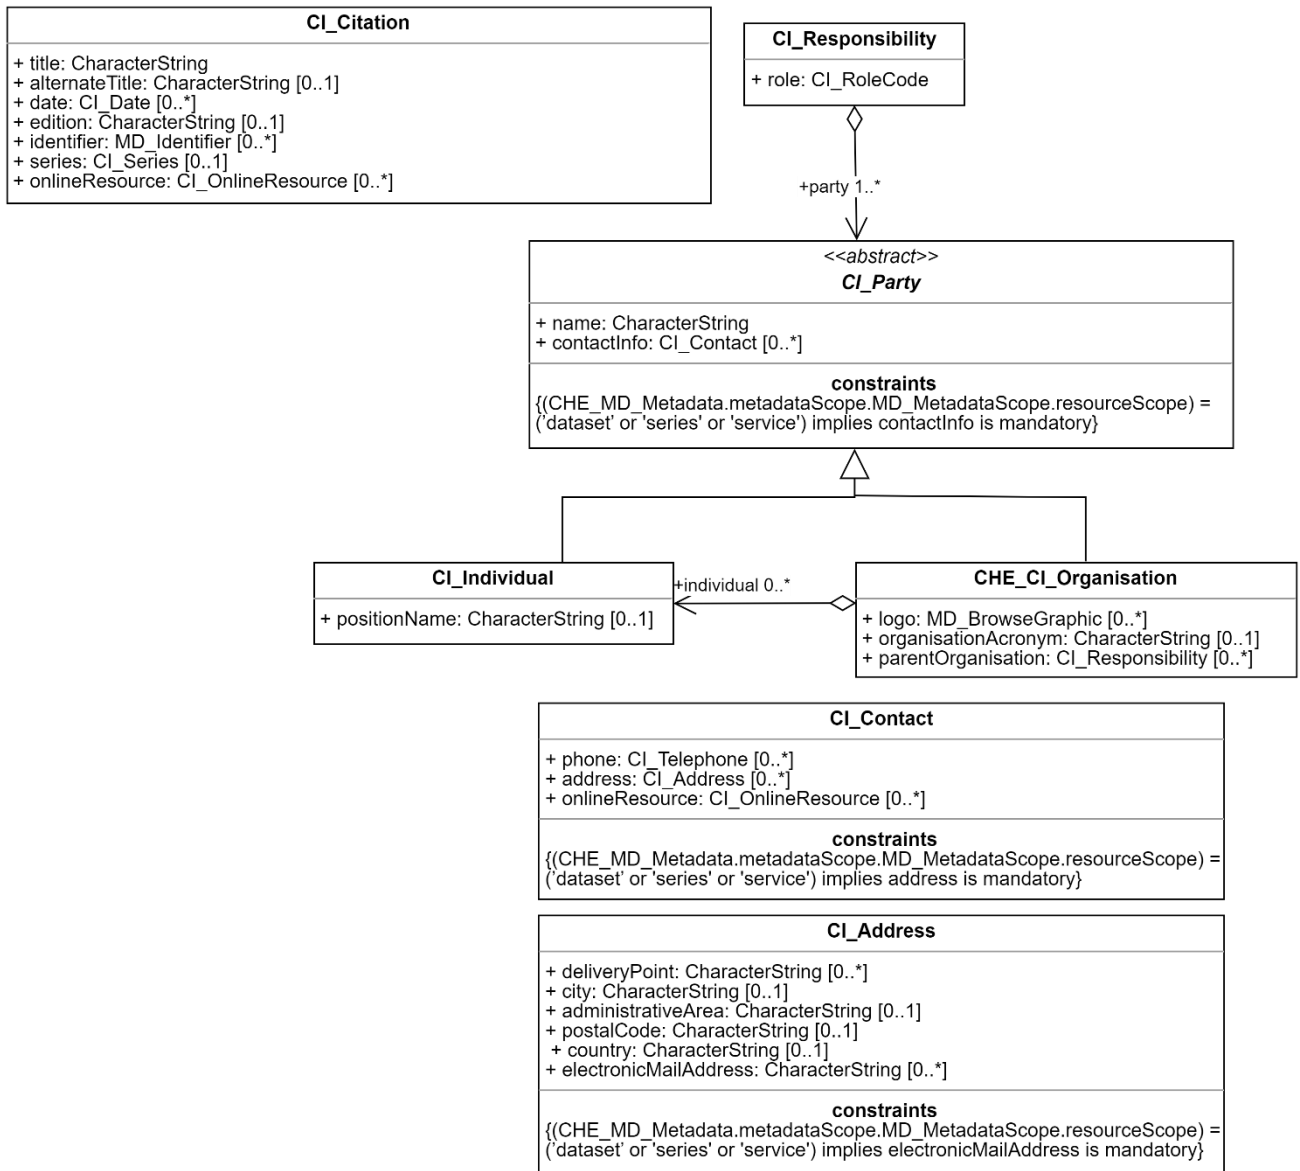 CI_Citation
+ title: CharacterString
+ alternateTitle: CharacterString [0..1]
+ date: CI_Date [0..*]
+ edition: CharacterString [0..1]
+ identifier: MD_Identifier [0..*]
+ series: CI_Series [0..1]
+ onlineResource: CI_OnlineResource [0..*]
CI_Responsibility
+ role: CI_RoleCode
+party 1..*
<<abstract>>
CI_Party
+ name: CharacterString
+ contactInfo: CI_Contact [0..*]
constraints
{(CHE_MD_Metadata.metadataScope.MD_MetadataScope.resourceScope) =
(’dataset’ or 'series' or 'service') implies contactInfo is mandatory}
CI_Individual
+ positionName: CharacterString [0..1]
+individual 0..*
CHE_CI_Organisation
+ logo: MD_BrowseGraphic [0..*]
+ organisationAcronym: CharacterString [0..1]
+ parentOrganisation: CI_Responsibility [0..*]
CI_Contact
+ phone: CI_Telephone [0..*]
+ address: CI_Address [0..*]
+ onlineResource: CI_OnlineResource [0..*]
constraints
{(CHE_MD_Metadata.metadataScope.MD_MetadataScope.resourceScope) =
(’dataset’ or 'series' or 'service') implies address is mandatory}
CI_Address
+ deliveryPoint: CharacterString [0..*]
+ city: CharacterString [0..1]
+ administrativeArea: CharacterString [0..1]
+ postalCode: CharacterString [0..1]
+ country: CharacterString [0..1]
+ electronicMailAddress: CharacterString [0..*]
constraints
{(CHE_MD_Metadata.metadataScope.MD_MetadataScope.resourceScope) =
(’dataset’ or 'series' or 'service') implies electronicMailAddress is mandatory}